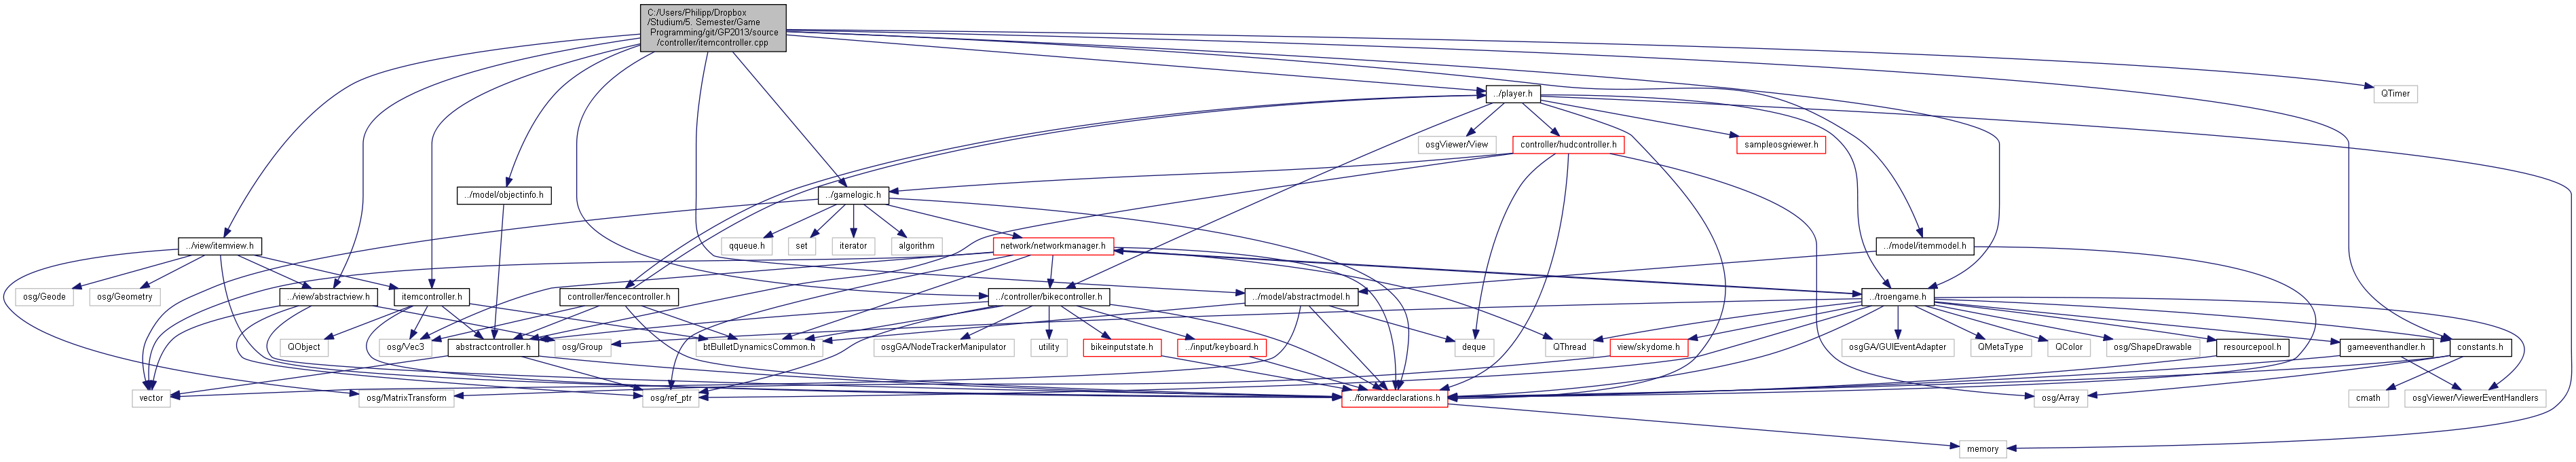 C:/Users/Philipp/Dropbox
/Studium/5. Semester/Game
Programming/git/GP2013/source
/controller/itemcontroller.cpp
../player.h
QTimer
osgViewer/View
controller/hudcontroller.h
sampleosgviewer.h
../model/objectinfo.h
../gamelogic.h
../view/itemview.h
qqueue.h
set
iterator
algorithm
network/networkmanager.h
../model/itemmodel.h
osg/Geode
osg/Geometry
../view/abstractview.h
itemcontroller.h
controller/fencecontroller.h
../controller/bikecontroller.h
../model/abstractmodel.h
../troengame.h
QObject
osg/Vec3
abstractcontroller.h
osg/Group
btBulletDynamicsCommon.h
osgGA/NodeTrackerManipulator
utility
bikeinputstate.h
../input/keyboard.h
deque
QThread
view/skydome.h
osgGA/GUIEventAdapter
QMetaType
QColor
osg/ShapeDrawable
resourcepool.h
gameeventhandler.h
constants.h
vector
osg/MatrixTransform
osg/ref_ptr
../forwarddeclarations.h
osg/Array
cmath
osgViewer/ViewerEventHandlers
memory